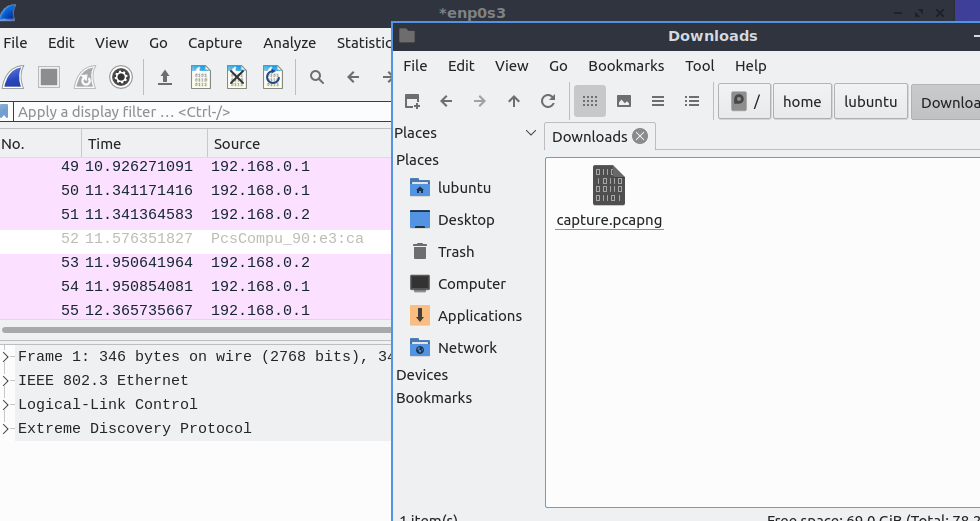 *enp0s3
File Edit View Go Capture Analyze Statistic
Apply a display filter … <Ctrl-/>
No. Time Source
49 10.926271091 192.168.0.1
50 11.341171416 192.168.0.1
51 11.341364583 192.168.0.2
52 11.576351827 PcsCompu_90:e3:ca
53 11.950641964 192.168.0.2
54 11.950854081 192.168.0.1
55 12.365735667 192.168.0.1
Frame 1: 346 bytes on wire (2768 bits), 34
IEEE 802.3 Ethernet
Logical-Link Control
Extreme Discovery Protocol
Downloads
File Edit View Go Bookmarks Tool Help
/ home lubuntu Downloa
Places
Places
lubuntu
Desktop
Trash
Computer
Applications
Network
Devices
Bookmarks
Downloads
capture.pcapng
1 item(s) Free space: 69.0 GiB (Total: 78.2